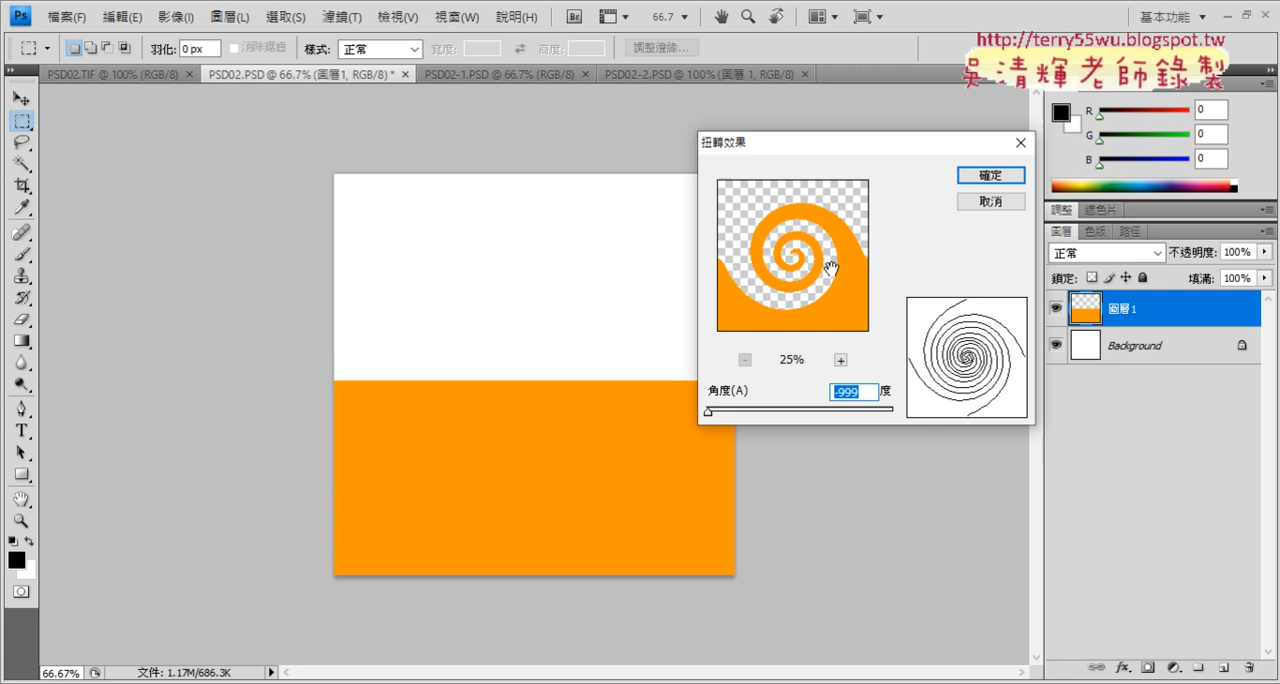 Ps 檔案(F) 編輯(E) 影像(I) 圖層(L) 選取(S) 濾鏡(T) 檢視(V) 視窗(W) 說明(H) Br 66.7 基本功能
羽化: 0 px 消除鋸齒 樣式: 正常 寬度: 高度: 調整邊緣...
http://terry55wu.blogspot.tw
吳清輝老師錄製
PSD02.TIF @ 100% (RGB/8) × PSD02.PSD @ 66.7% (圖層1, RGB/8) * × PSD02-1.PSD @ 66.7% (RGB/8) × PSD02-2.PSD @ 100% (圖層 1, RGB/8) ×
R 0
G 0
B 0
扭轉效果
確定
取消
25%
角度(A) -999 度
調整 遮色片
圖層 色版 路徑
正常 不透明度: 100%
鎖定: 填滿: 100%
圖層1
Background
T
fx
66.67% 文件: 1.17M/686.3K